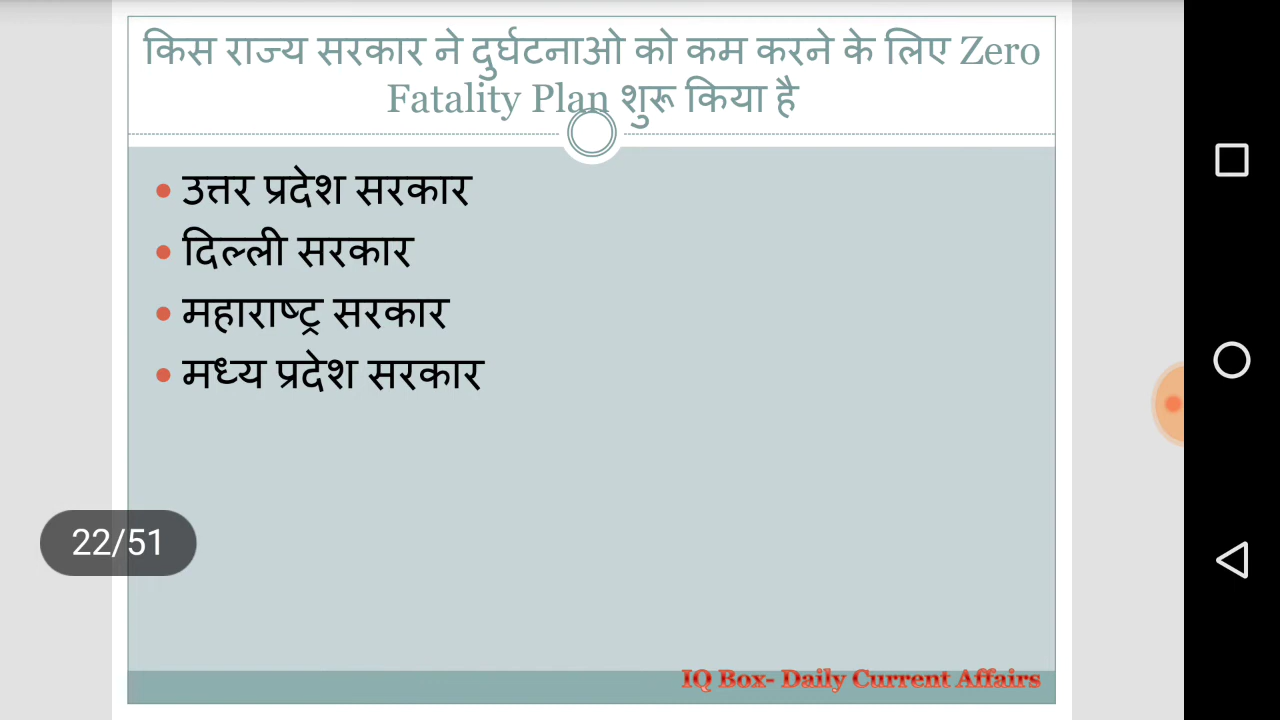 किस राज्य सरकार ने दुर्घटनाओ को कम करने के लिए Zero
Fatality Plan शुरू किया है
• उत्तर प्रदेश सरकार
• दिल्ली सरकार
• महाराष्ट्र सरकार
• मध्य प्रदेश सरकार
22/51
IQ Box- Daily Current Affairs